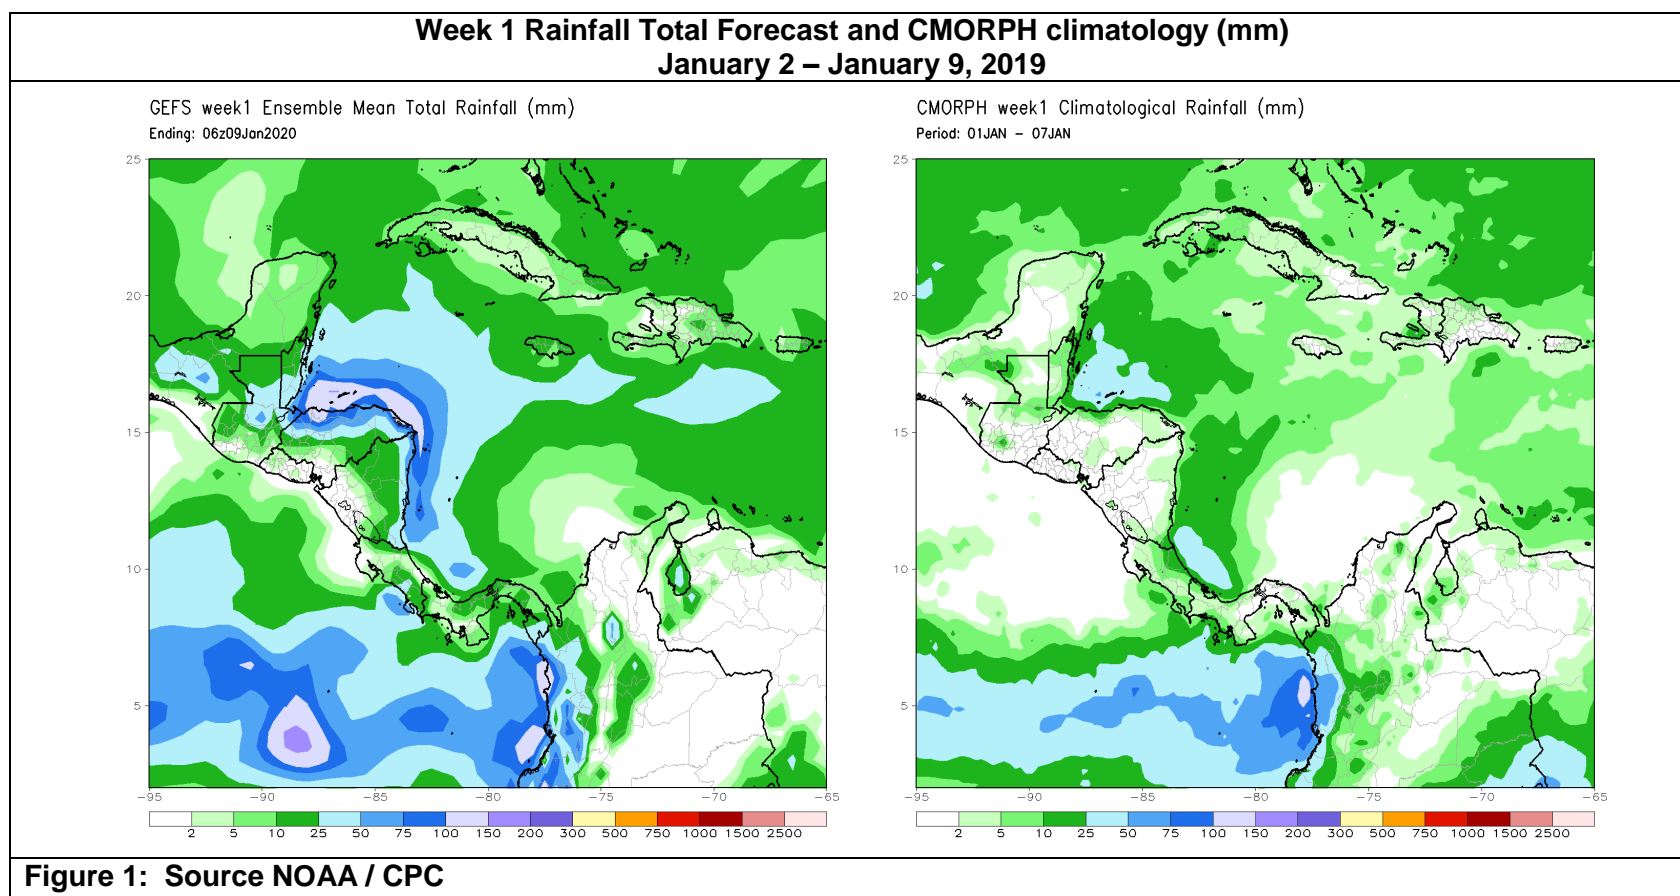 Week 1 Rainfall Total Forecast and CMORPH climatology (mm)
January 2 – January 9, 2019
GEFS week1 Ensemble Mean Total Rainfall (mm)
Ending: 06z09Jan2020
CMORPH week1 Climatological Rainfall (mm)
Period: 01JAN – 07JAN
25
20
15
10
5
-95 -90 -85 -80 -75 -70 -65
2 5 10 25 50 75 100 150 200 300 500 750 1000 1500 2500
25
20
15
10
5
-95 -90 -85 -80 -75 -70 -65
2 5 10 25 50 75 100 150 200 300 500 750 1000 1500 2500
Figure 1: Source NOAA / CPC